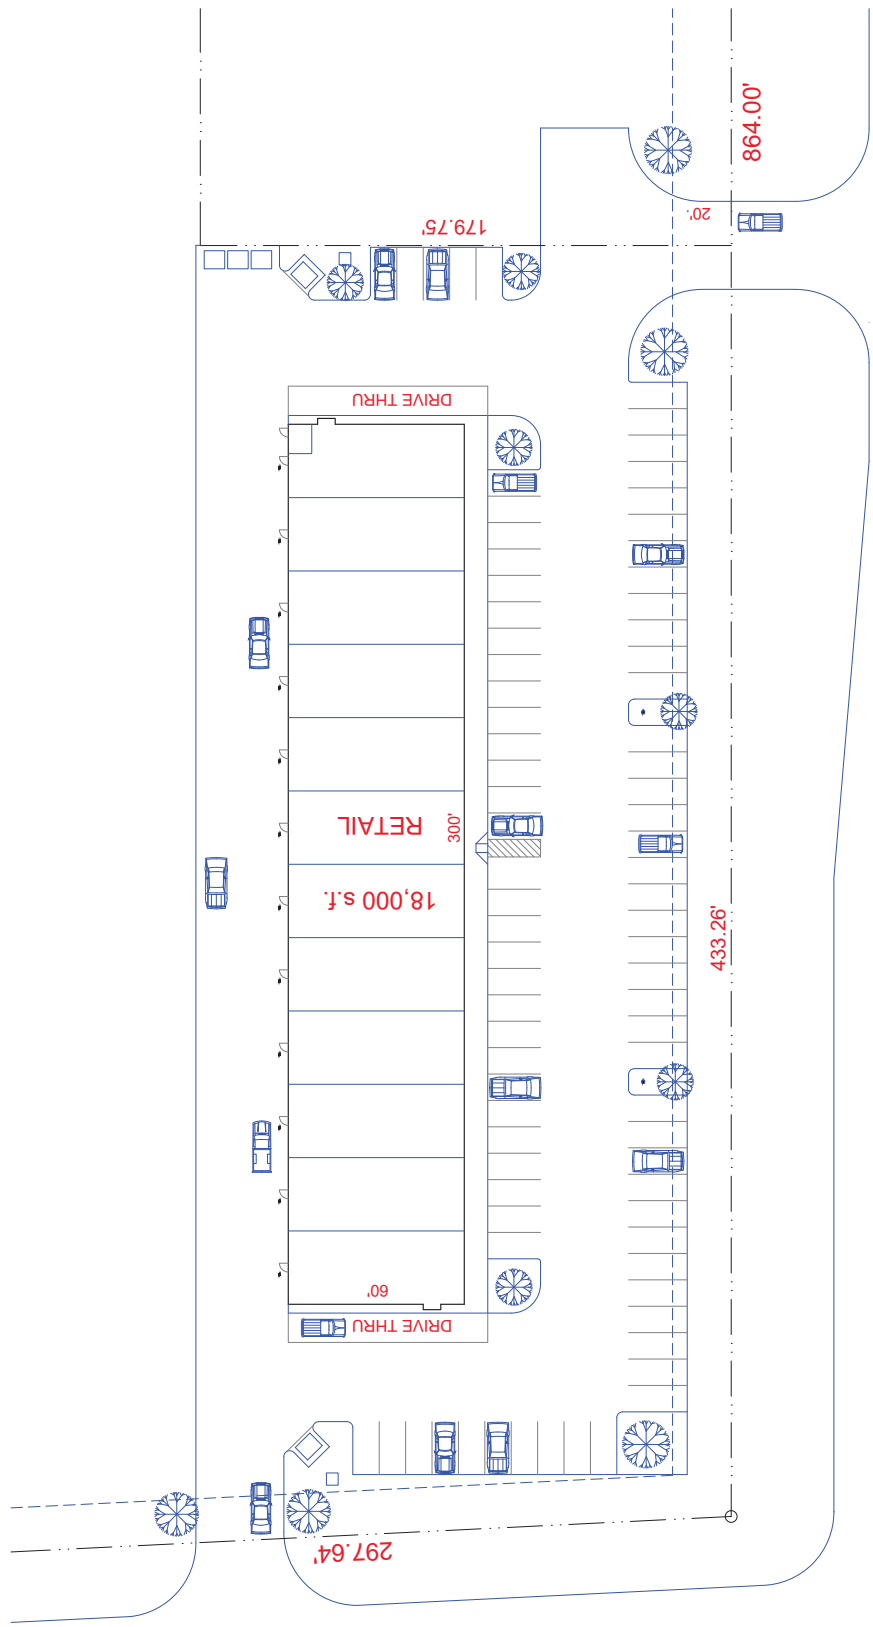 864.00'
20'
179.75'
DRIVE THRU
RETAIL
300'
18,000 s.f.
433.26'
60'
DRIVE THRU
297.64'